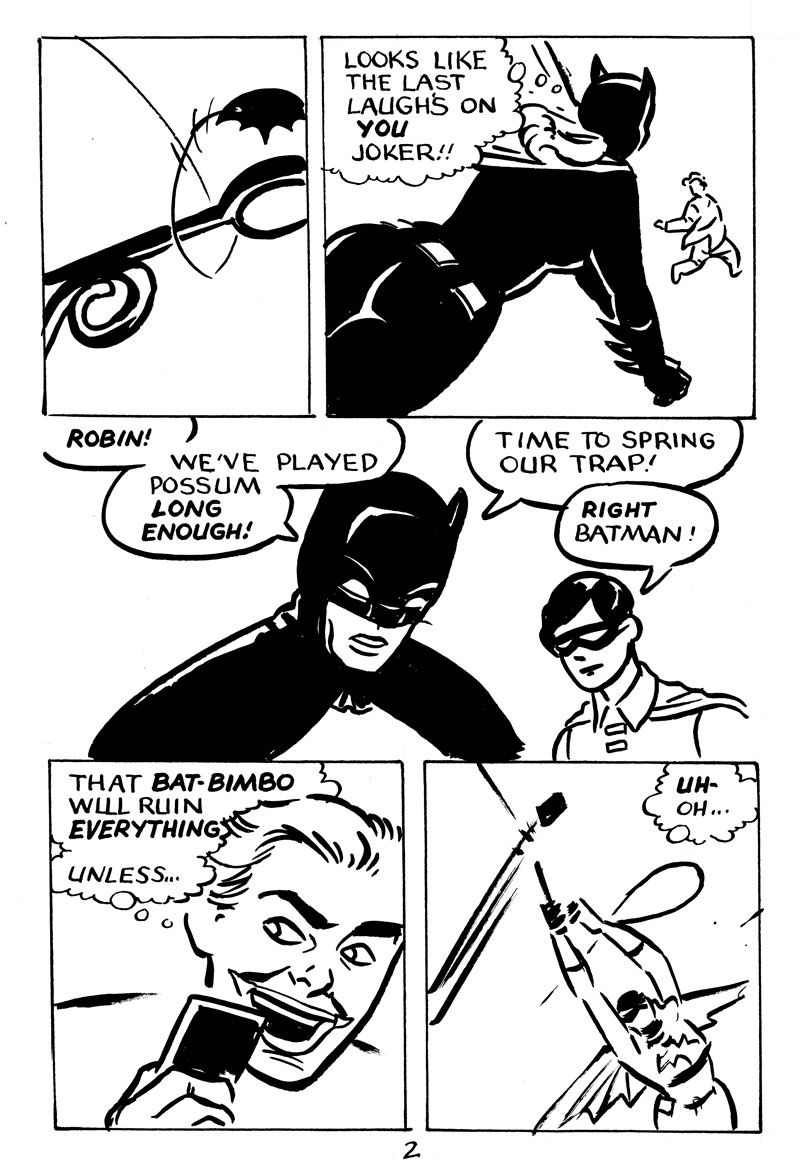 LOOKS LIKE
THE LAST
LAUGH'S ON
YOU
JOKER!!
ROBIN!
WE'VE PLAYED
POSSUM
LONG
ENOUGH!
TIME TO SPRING
OUR TRAP!
RIGHT
BATMAN!
THAT BAT-BIMBO
WILL RUIN
EVERYTHING
UNLESS...
UH-
OH...
2